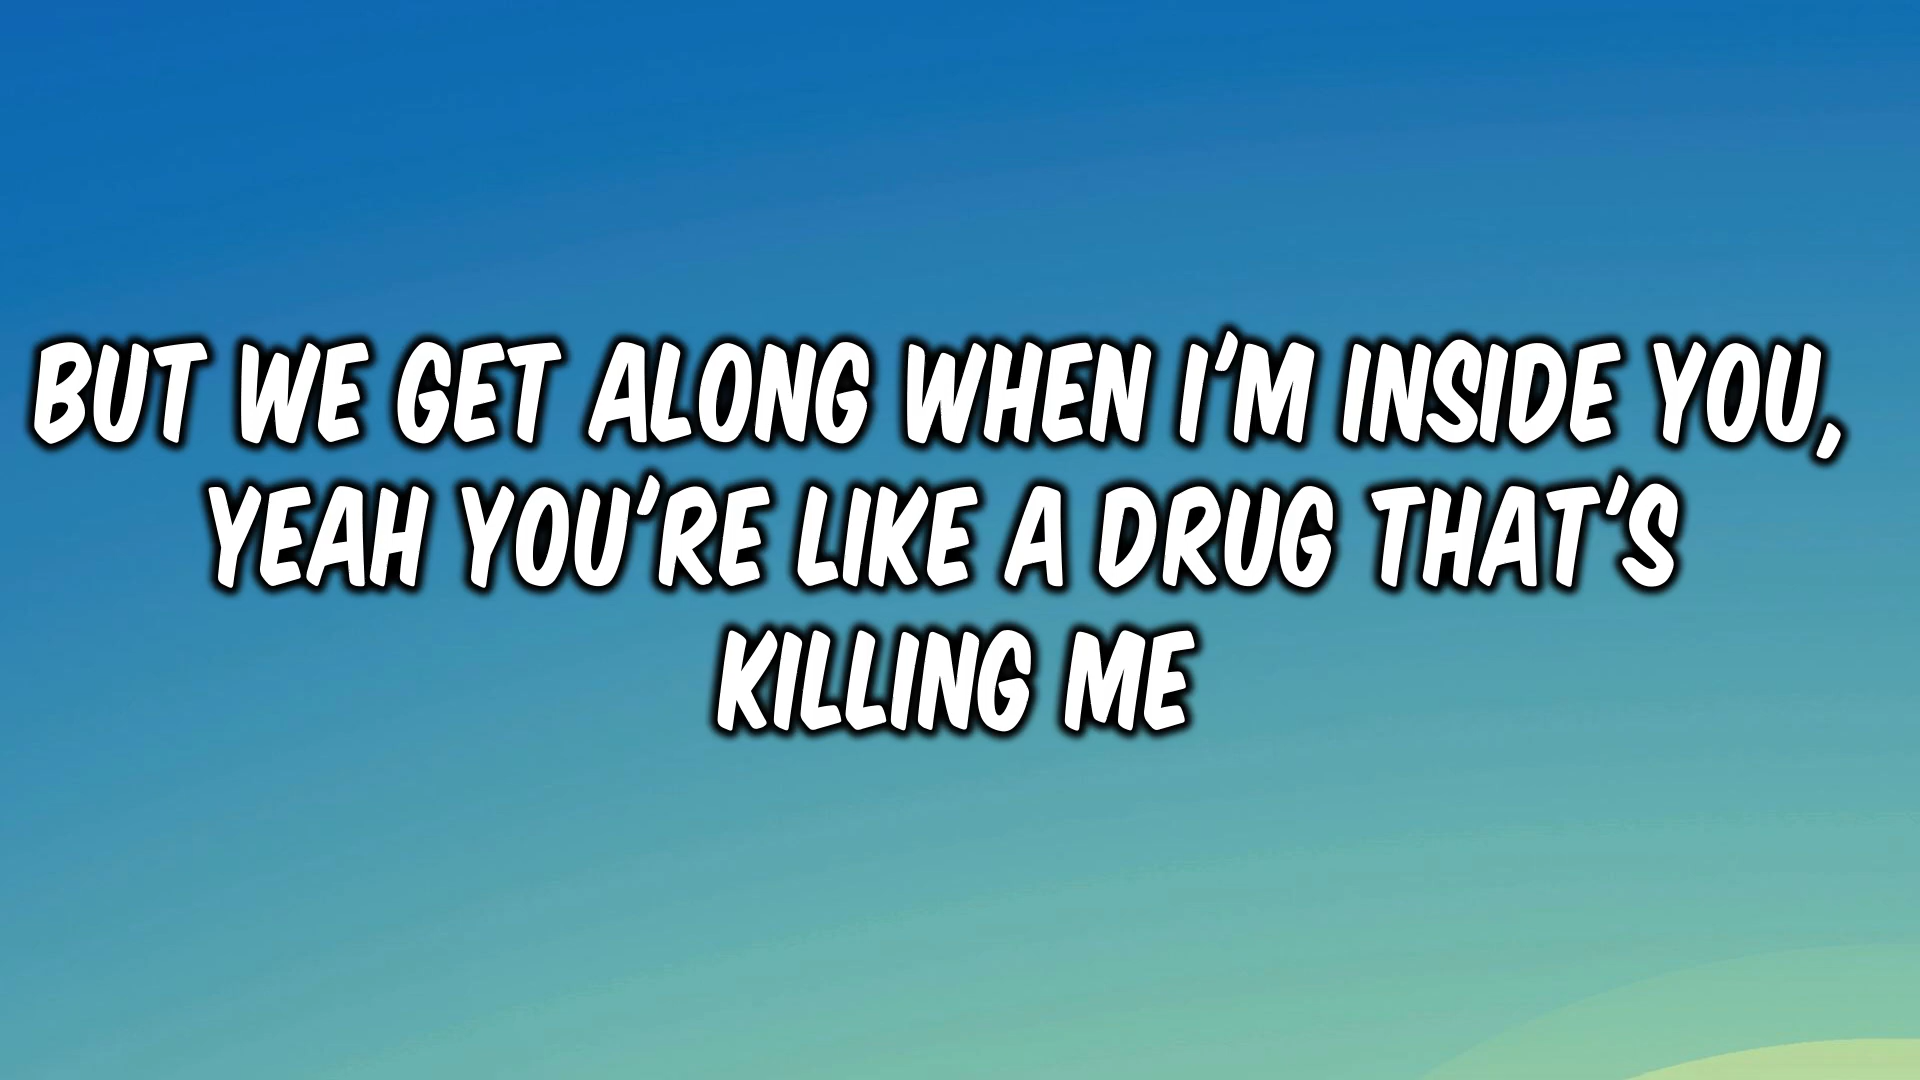 BUT WE GET ALONG WHEN I'M INSIDE YOU,
YEAH YOU'RE LIKE A DRUG THAT'S
KILLING ME